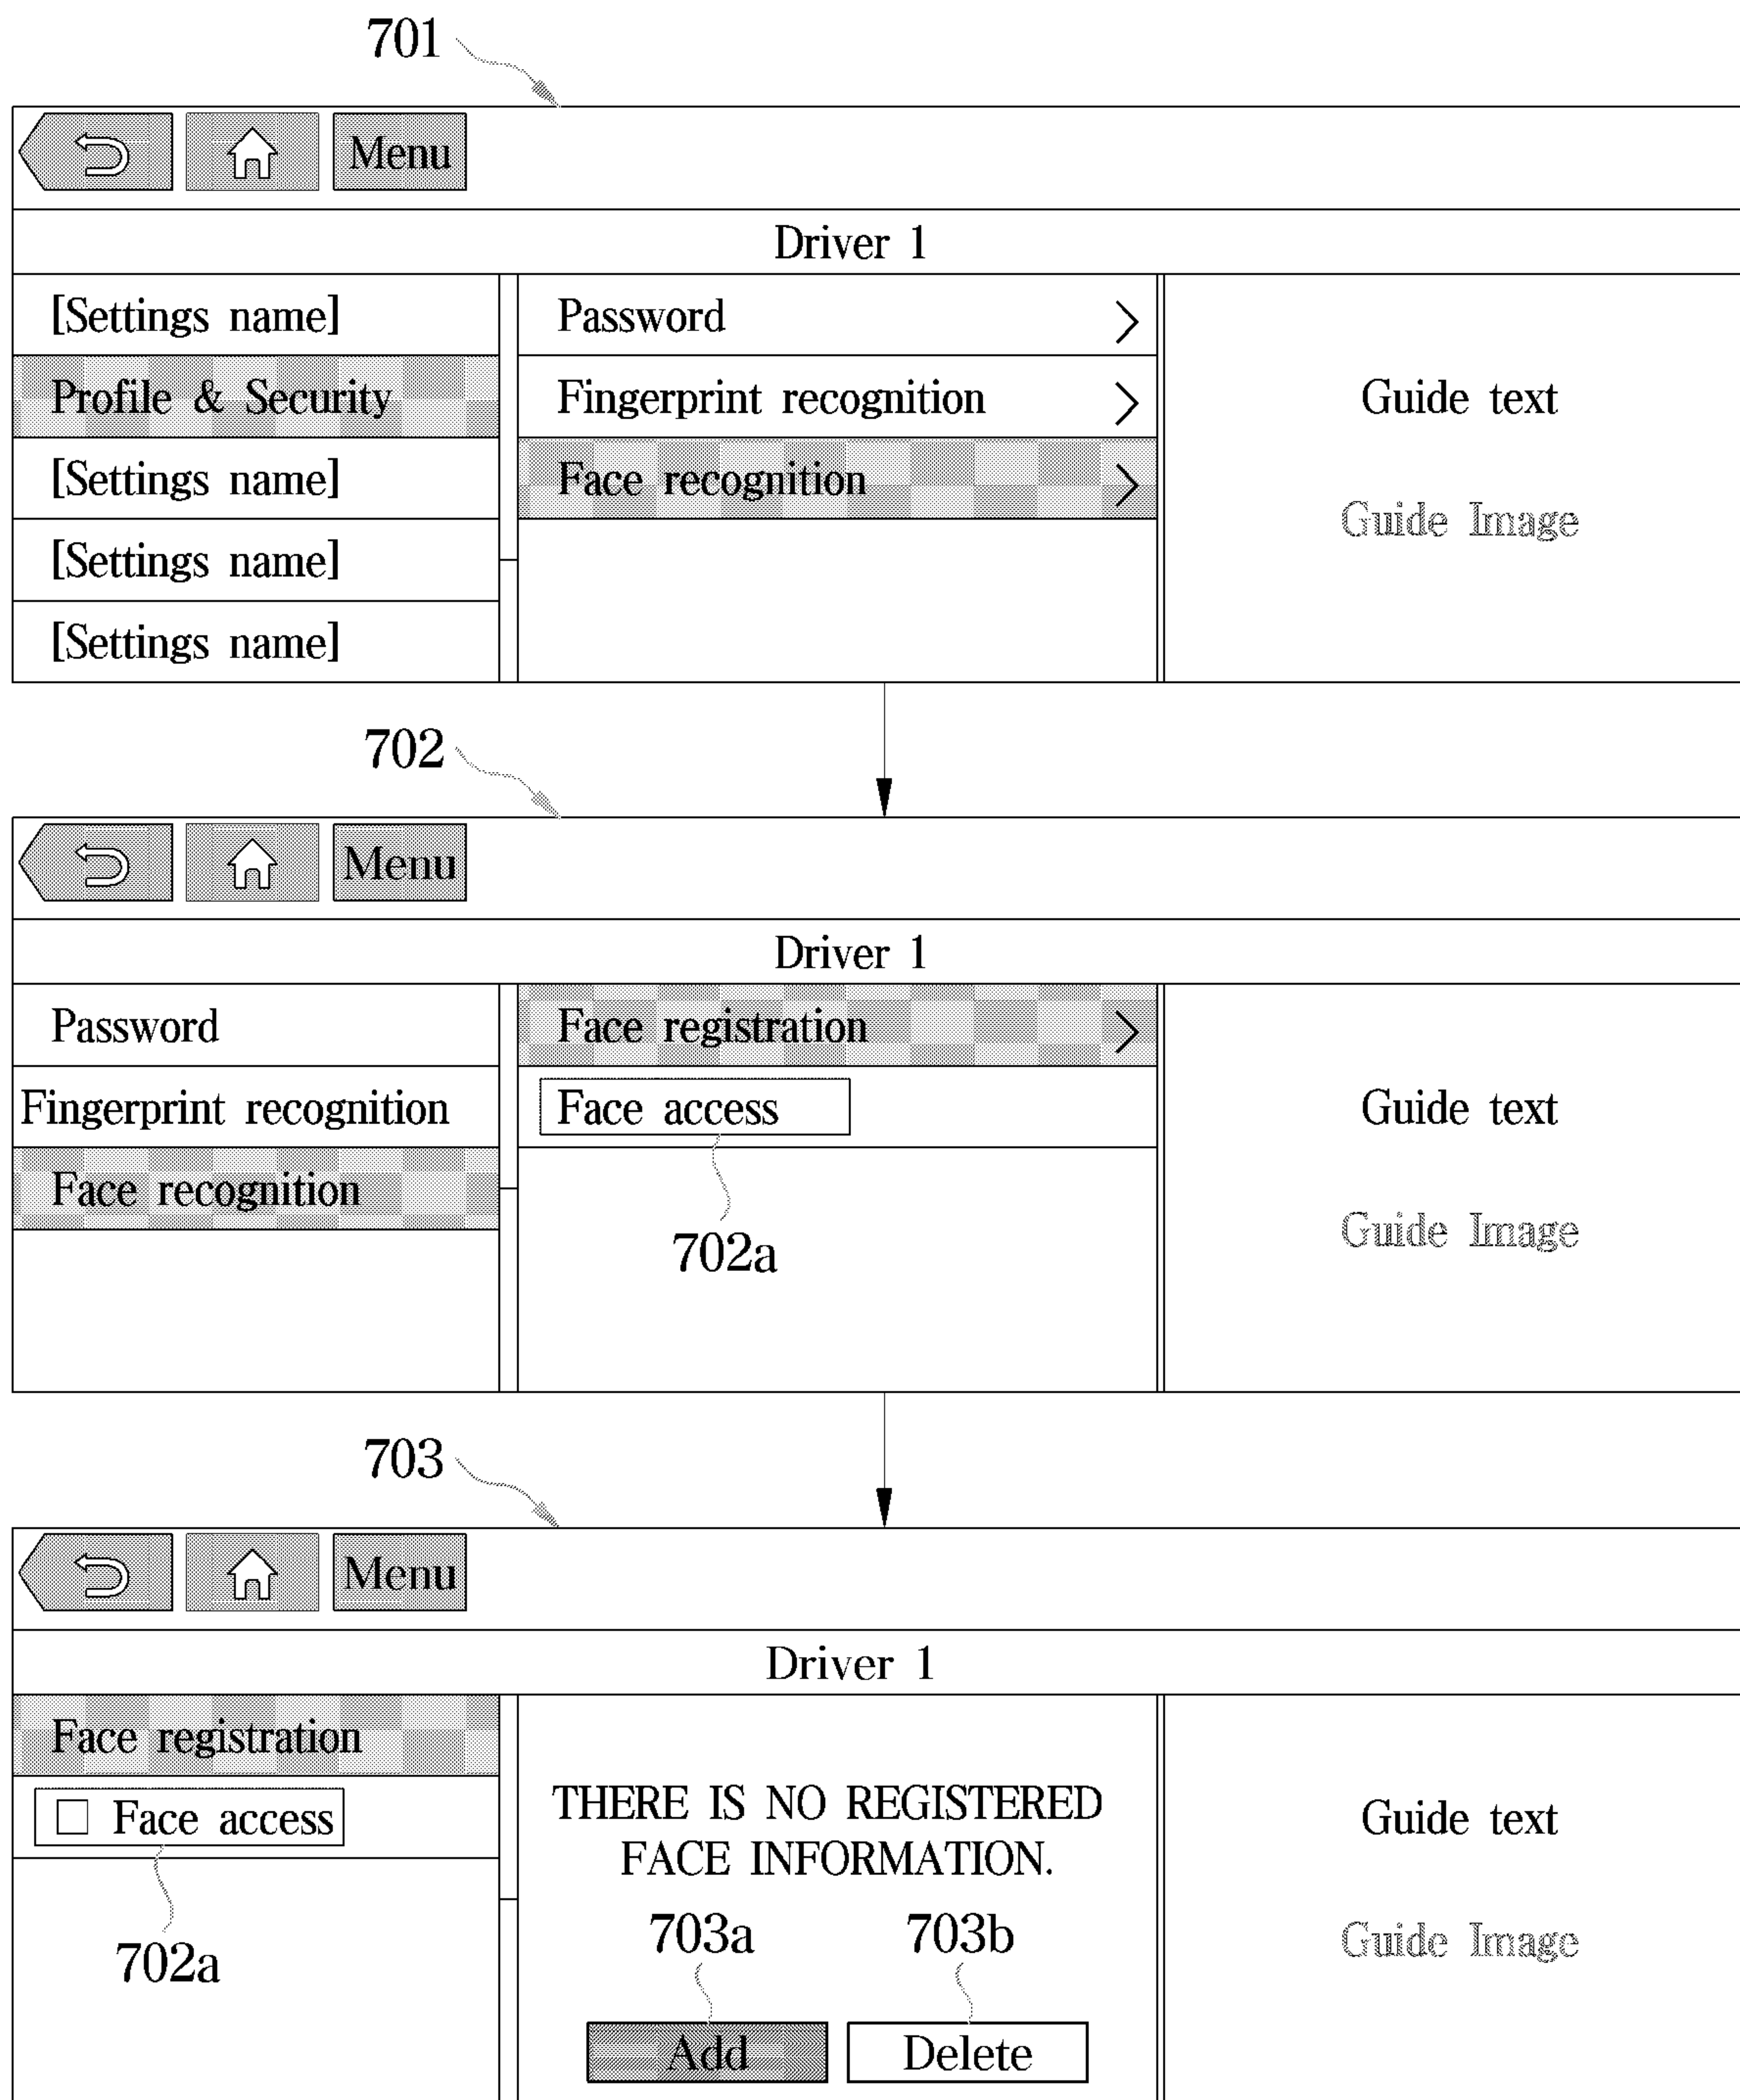 701
Menu
Driver 1
[Settings name]
Profile & Security
[Settings name]
[Settings name]
[Settings name]
Password
Fingerprint recognition
Face recognition
Guide text
Guide Image
702
Menu
Driver 1
Password
Fingerprint recognition
Face recognition
Face registration
Face access
702a
Guide text
Guide Image
703
Menu
Driver 1
Face registration
Face access
702a
THERE IS NO REGISTERED
FACE INFORMATION.
703a 703b
Add Delete
Guide text
Guide Image